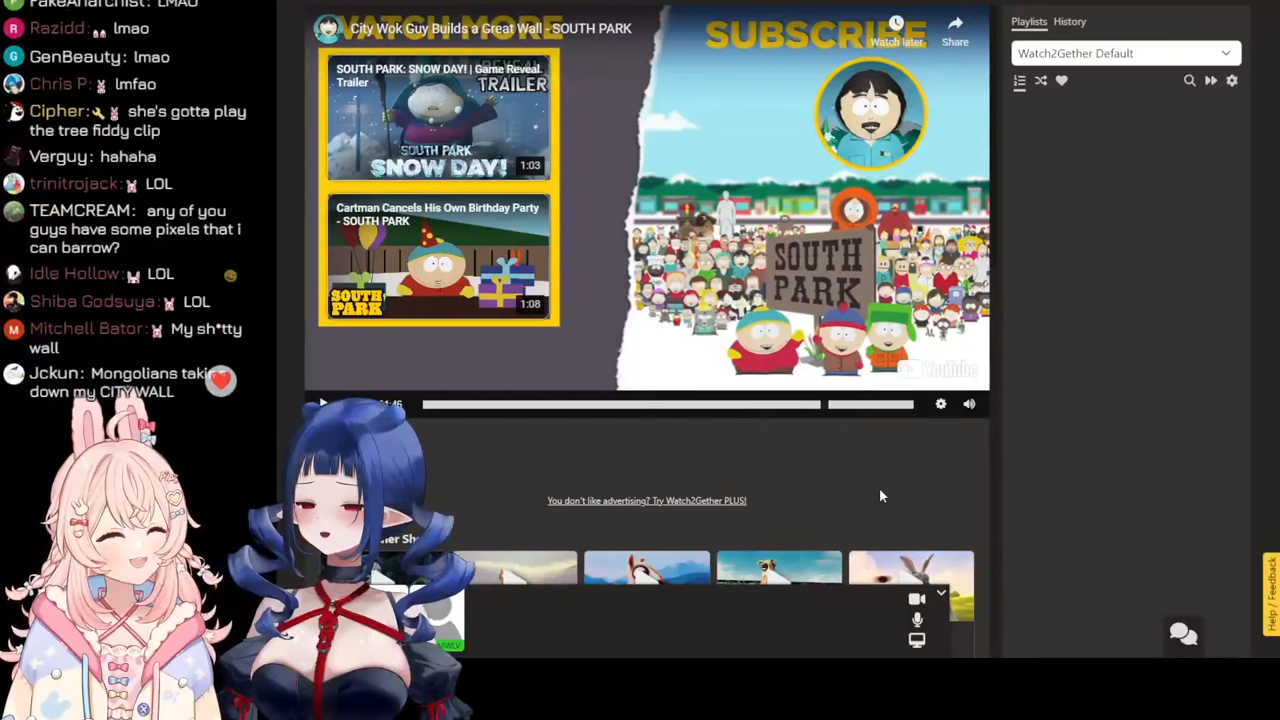 FakeAnarchist: LMAO
Razidd: lmao
GenBeauty: lmao
Chris P: lmfao
Cipher: she's gotta play
the tree fiddy clip
Verguy: hahaha
trinitrojack: LOL
TEAMCREAM: any of you
guys have some pixels that i
can barrow?
Idle Hollow: LOL
Shiba Godsuya: LOL
Mitchell Bator: My sh*tty
wall
Jckun: Mongolians
down my CITY WALL
WATCH MORE
City Wok Guy Builds a Great Wall - SOUTH PARK
SUBSCRIBE
Watch later
Share
SOUTH PARK: SNOW DAY! | Game Reveal
Trailer
REVEAL
TRAILER
SOUTH PARK
SNOW DAY!
1:03
Cartman Cancels His Own Birthday Party
- SOUTH PARK
SOUTH
PARK
1:08
SOUTH
PARK
YouTube
You don't like advertising? Try Watch2Gether PLUS!
Playlists
History
Watch2Gether Default
Help / Feedback